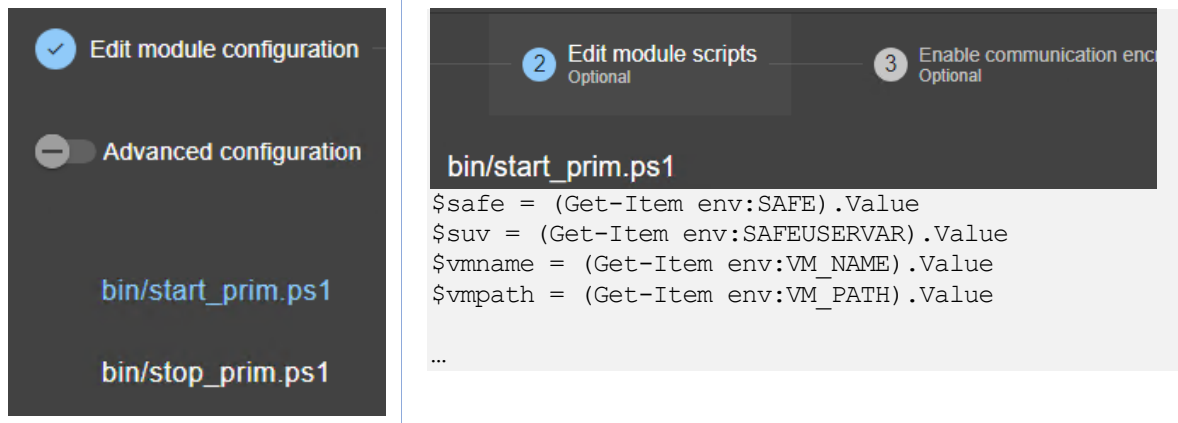 Edit module configuration
Advanced configuration
bin/start_prim.ps1
bin/stop_prim.ps1
2
Edit module scripts
Optional
3
Enable communication
Optional
bin/start_prim.ps1
$safe = (Get-Item env:SAFE).Value
$suv = (Get-Item env:SAFEUSERVAR).Value
$vmname = (Get-Item env:VM_NAME).Value
$vmpath = (Get-Item env:VM_PATH).Value
…